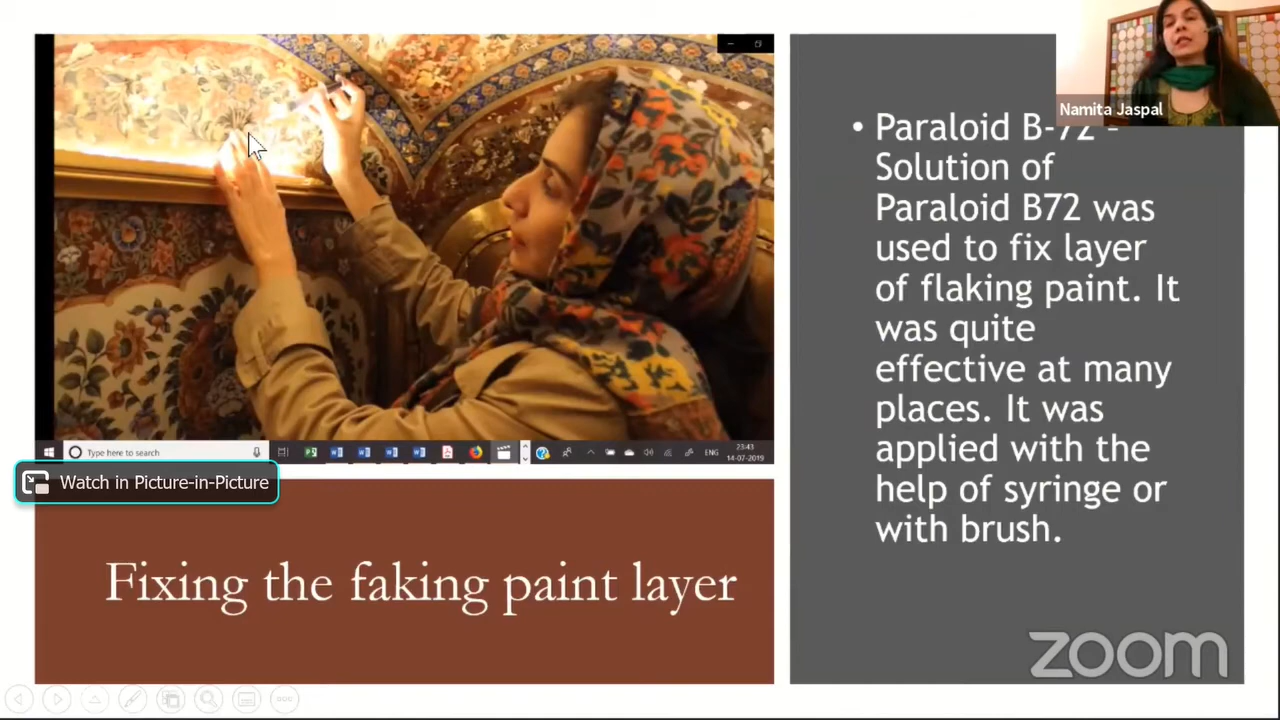 Namita Jaspal
• Paraloid B-72 -
Solution of
Paraloid B72 was
used to fix layer
of flaking paint. It
was quite
effective at many
places. It was
applied with the
help of syringe or
with brush.
Type here to search
ENG
23:43
14-07-2019
Watch in Picture-in-Picture
Fixing the faking paint layer
zoom